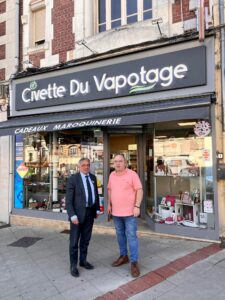 Civette Du Vapotage
CADEAUX MAROQUINERIE